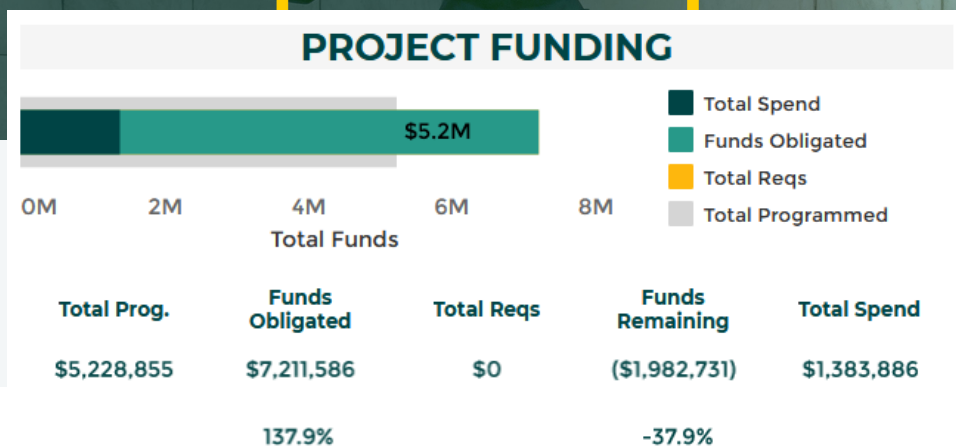 PROJECT FUNDING
$5.2M
Total Spend
Funds Obligated
Total Reqs
Total Programmed
0M 2M 4M 6M 8M
Total Funds
Total Prog. Funds Obligated Total Reqs Funds Remaining Total Spend
$5,228,855 $7,211,586 $0 ($1,982,731) $1,383,886
137.9% -37.9%